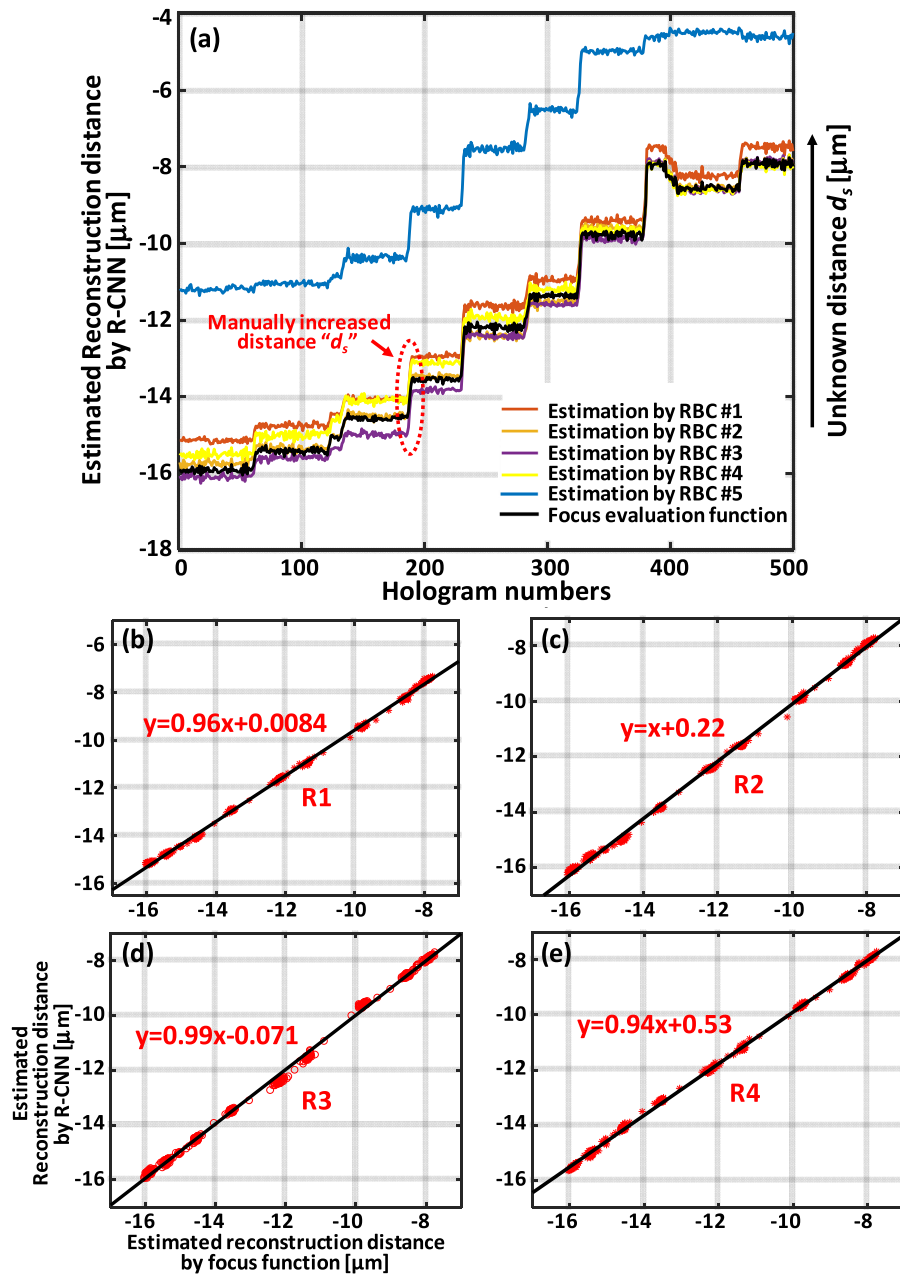 (a)
-4
-6
-8
-10
-12
-14
-16
-18
Estimated Reconstruction distance
by R-CNN [μm]
Manually increased
distance "d_s"
Estimation by RBC #1
Estimation by RBC #2
Estimation by RBC #3
Estimation by RBC #4
Estimation by RBC #5
Focus evaluation function
Unknown distance d_s [μm]
0 100 200 300 400 500
Hologram numbers
(b)
-6
-8
-10
-12
-14
-16
y=0.96x+0.0084
R1
-16 -14 -12 -10 -8
(c)
-8
-10
-12
-14
-16
y=x+0.22
R2
-16 -14 -12 -10 -8
(d)
-8
-10
-12
-14
-16
y=0.99x-0.071
R3
-16 -14 -12 -10 -8
Estimated
Reconstruction distance
by R-CNN [μm]
Estimated reconstruction distance
by focus function [μm]
(e)
-8
-10
-12
-14
-16
y=0.94x+0.53
R4
-16 -14 -12 -10 -8